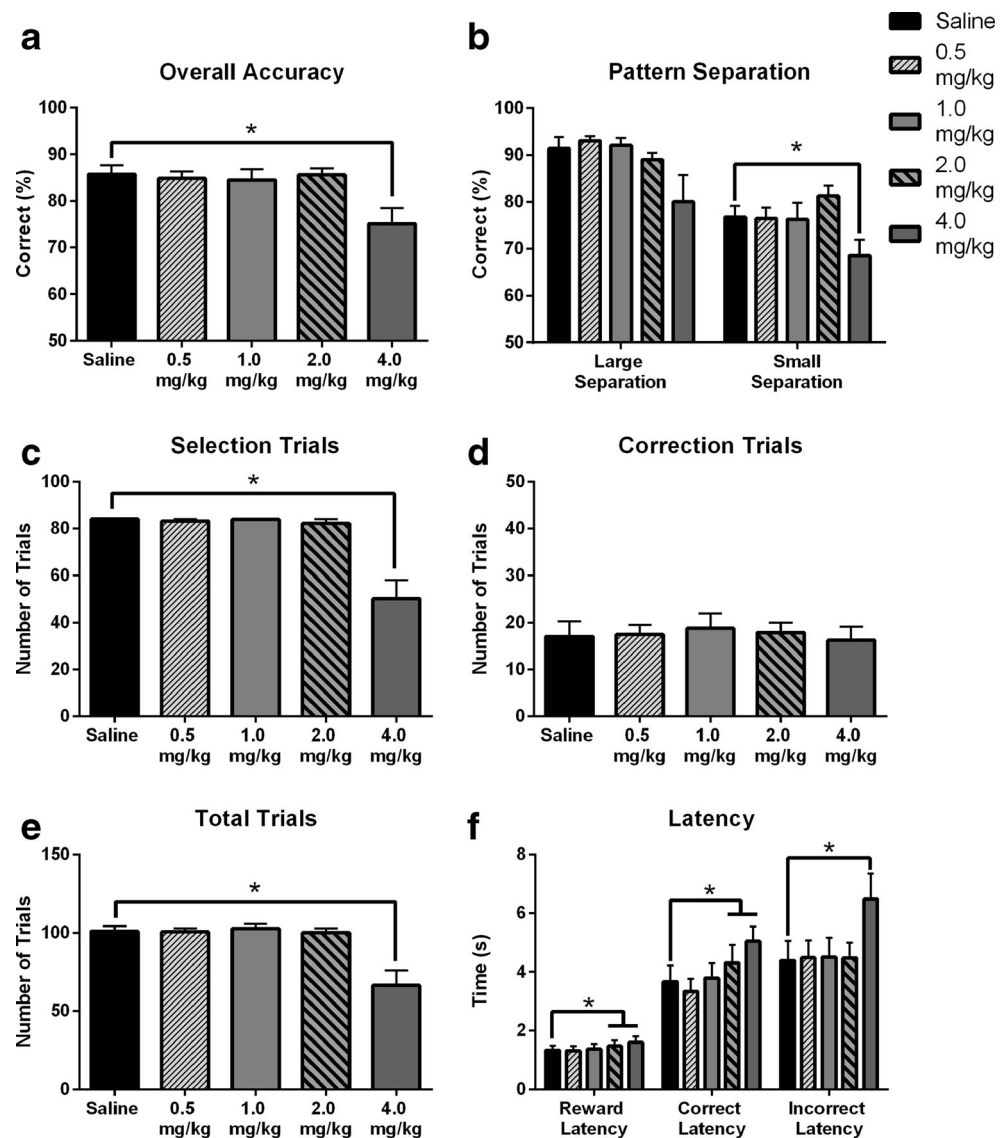 a
Overall Accuracy
100
90
80
70
60
50
Correct (%)
*
Saline
0.5
mg/kg
1.0
mg/kg
2.0
mg/kg
4.0
mg/kg
b
Pattern Separation
100
90
80
70
60
50
Correct (%)
*
Large
Separation
Small
Separation
Saline
0.5
mg/kg
1.0
mg/kg
2.0
mg/kg
4.0
mg/kg
c
Selection Trials
100
80
60
40
20
0
Number of Trials
*
Saline
0.5
mg/kg
1.0
mg/kg
2.0
mg/kg
4.0
mg/kg
d
Correction Trials
50
40
30
20
10
0
Number of Trials
Saline
0.5
mg/kg
1.0
mg/kg
2.0
mg/kg
4.0
mg/kg
e
Total Trials
150
100
50
0
Number of Trials
*
Saline
0.5
mg/kg
1.0
mg/kg
2.0
mg/kg
4.0
mg/kg
f
Latency
8
6
4
2
0
Time (s)
*
*
*
Reward
Latency
Correct
Latency
Incorrect
Latency